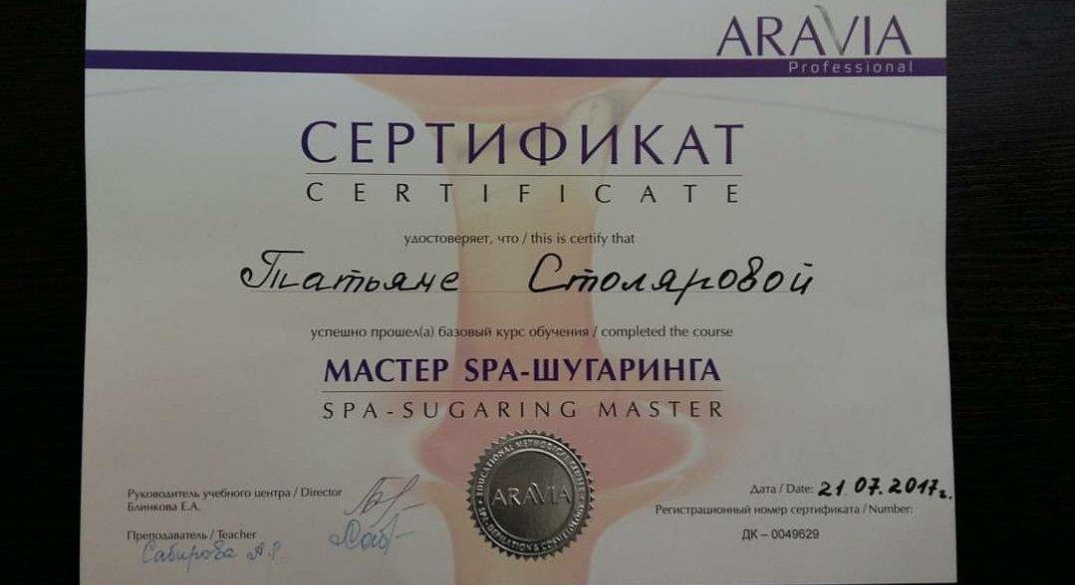 ARAVIA
Professional
СЕРТИФИКАТ
CERTIFICATE
удостоверяет, что / this is certify that
Татьяне Столяровой
успешно прошел(а) базовый курс обучения / completed the course
МАСТЕР SPA-ШУГАРИНГА
SPA-SUGARING MASTER
Руководитель учебного центра / Director
Блинкова Е.А.
Преподаватель / Teacher
Сабирова А.Р.
ARAVIA
Дата / Date: 21.07.2017г.
Регистрационный номер сертификата / Number:
ДК – 0049629